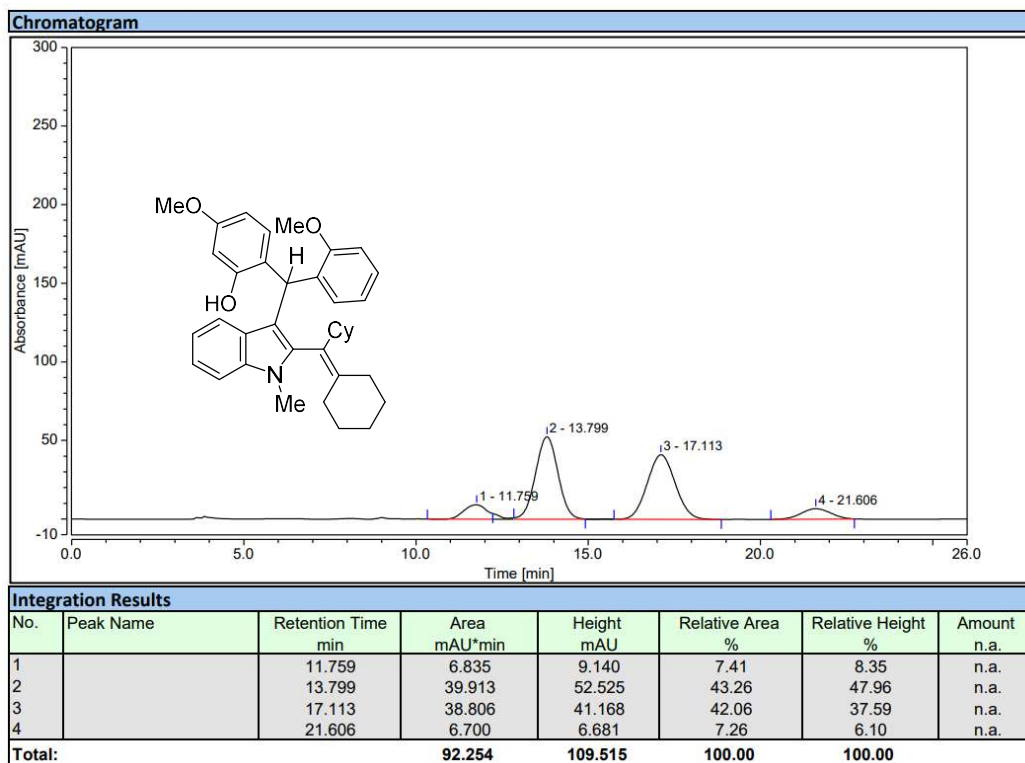 Chromatogram
300
250
200
150
100
50
0
-10
Absorbance [mAU]
MeO
MeO
H
HO
Cy
N
Me
1 - 11.759
2 - 13.799
3 - 17.113
4 - 21.606
0.0 5.0 10.0 15.0 20.0 26.0
Time [min]
Integration Results
No. Peak Name Retention Time Area Height Relative Area Relative Height Amount
min mAU*min mAU % % n.a.
1 11.759 6.835 9.140 7.41 8.35 n.a.
2 13.799 39.913 52.525 43.26 47.96 n.a.
3 17.113 38.806 41.168 42.06 37.59 n.a.
4 21.606 6.700 6.681 7.26 6.10 n.a.
Total: 92.254 109.515 100.00 100.00